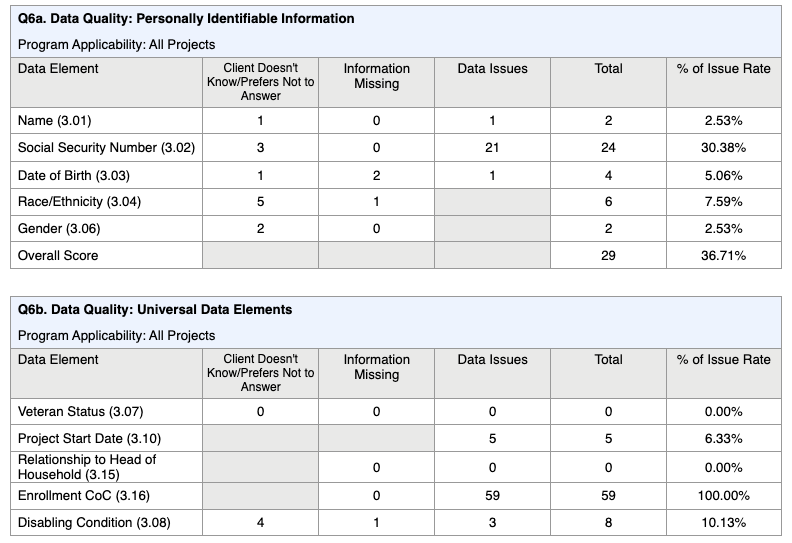 Q6a. Data Quality: Personally Identifiable Information
Program Applicability: All Projects
Data Element Client Doesn't Know/Prefers Not to Answer Information Missing Data Issues Total % of Issue Rate
Name (3.01) 1 0 1 2 2.53%
Social Security Number (3.02) 3 0 21 24 30.38%
Date of Birth (3.03) 1 2 1 4 5.06%
Race/Ethnicity (3.04) 5 1 6 7.59%
Gender (3.06) 2 0 2 2.53%
Overall Score 29 36.71%
Q6b. Data Quality: Universal Data Elements
Program Applicability: All Projects
Data Element Client Doesn't Know/Prefers Not to Answer Information Missing Data Issues Total % of Issue Rate
Veteran Status (3.07) 0 0 0 0 0.00%
Project Start Date (3.10) 5 5 6.33%
Relationship to Head of Household (3.15) 0 0 0 0.00%
Enrollment CoC (3.16) 0 59 59 100.00%
Disabling Condition (3.08) 4 1 3 8 10.13%